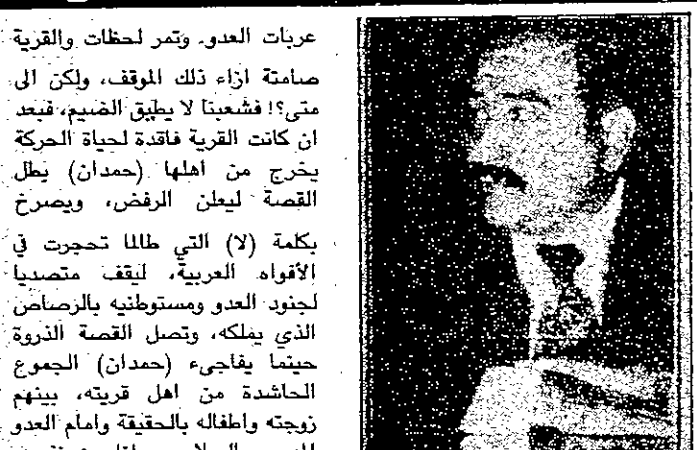 عربات العدو. وتمر لحظات والقرية
صامتة ازاء ذلك الموقف، ولكن الى
متى؟! فشعبنا لا يطيق الضيم، فبعد
ان كانت القرية فاقدة لحياة الحركة
يخرج من اهلها (حمدان) بطل
القصة ليعلن الرفض، ويصرخ
بكلمة (لا) التي طالما تحجرت في
الأفواه العربية، ليقف متصديا
لجنود العدو ومستوطنيه بالرصاص
الذي يملكه، وتصل القصة الذروة
حينما يفاجىء (حمدان) الجموع
الحاشدة من اهل قريته، بينهم
زوجته واطفاله بالحقيقة وامام العدو